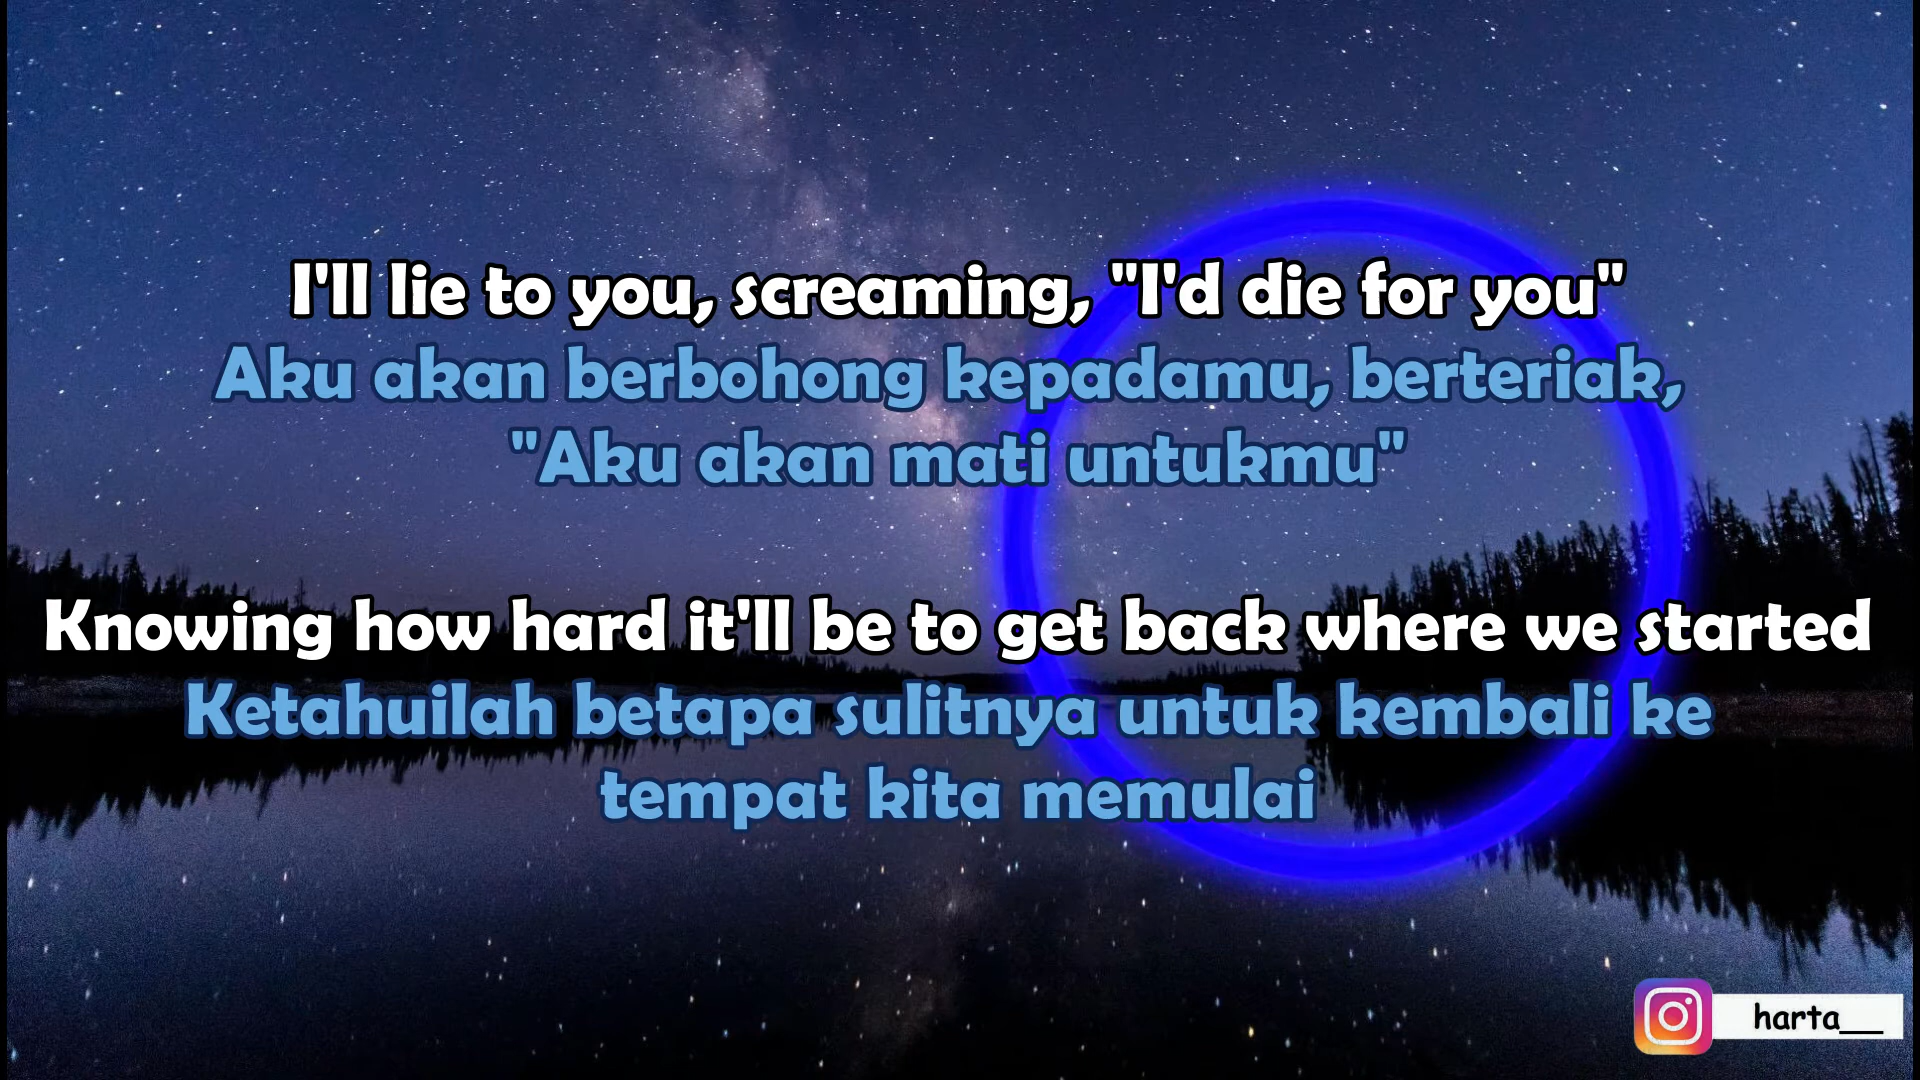 I'll lie to you, screaming, "I'd die for you"
Aku akan berbohong kepadamu, berteriak,
"Aku akan mati untukmu"
Knowing how hard it'll be to get back where we started
Ketahuilah betapa sulitnya untuk kembali ke
tempat kita memulai
harta__